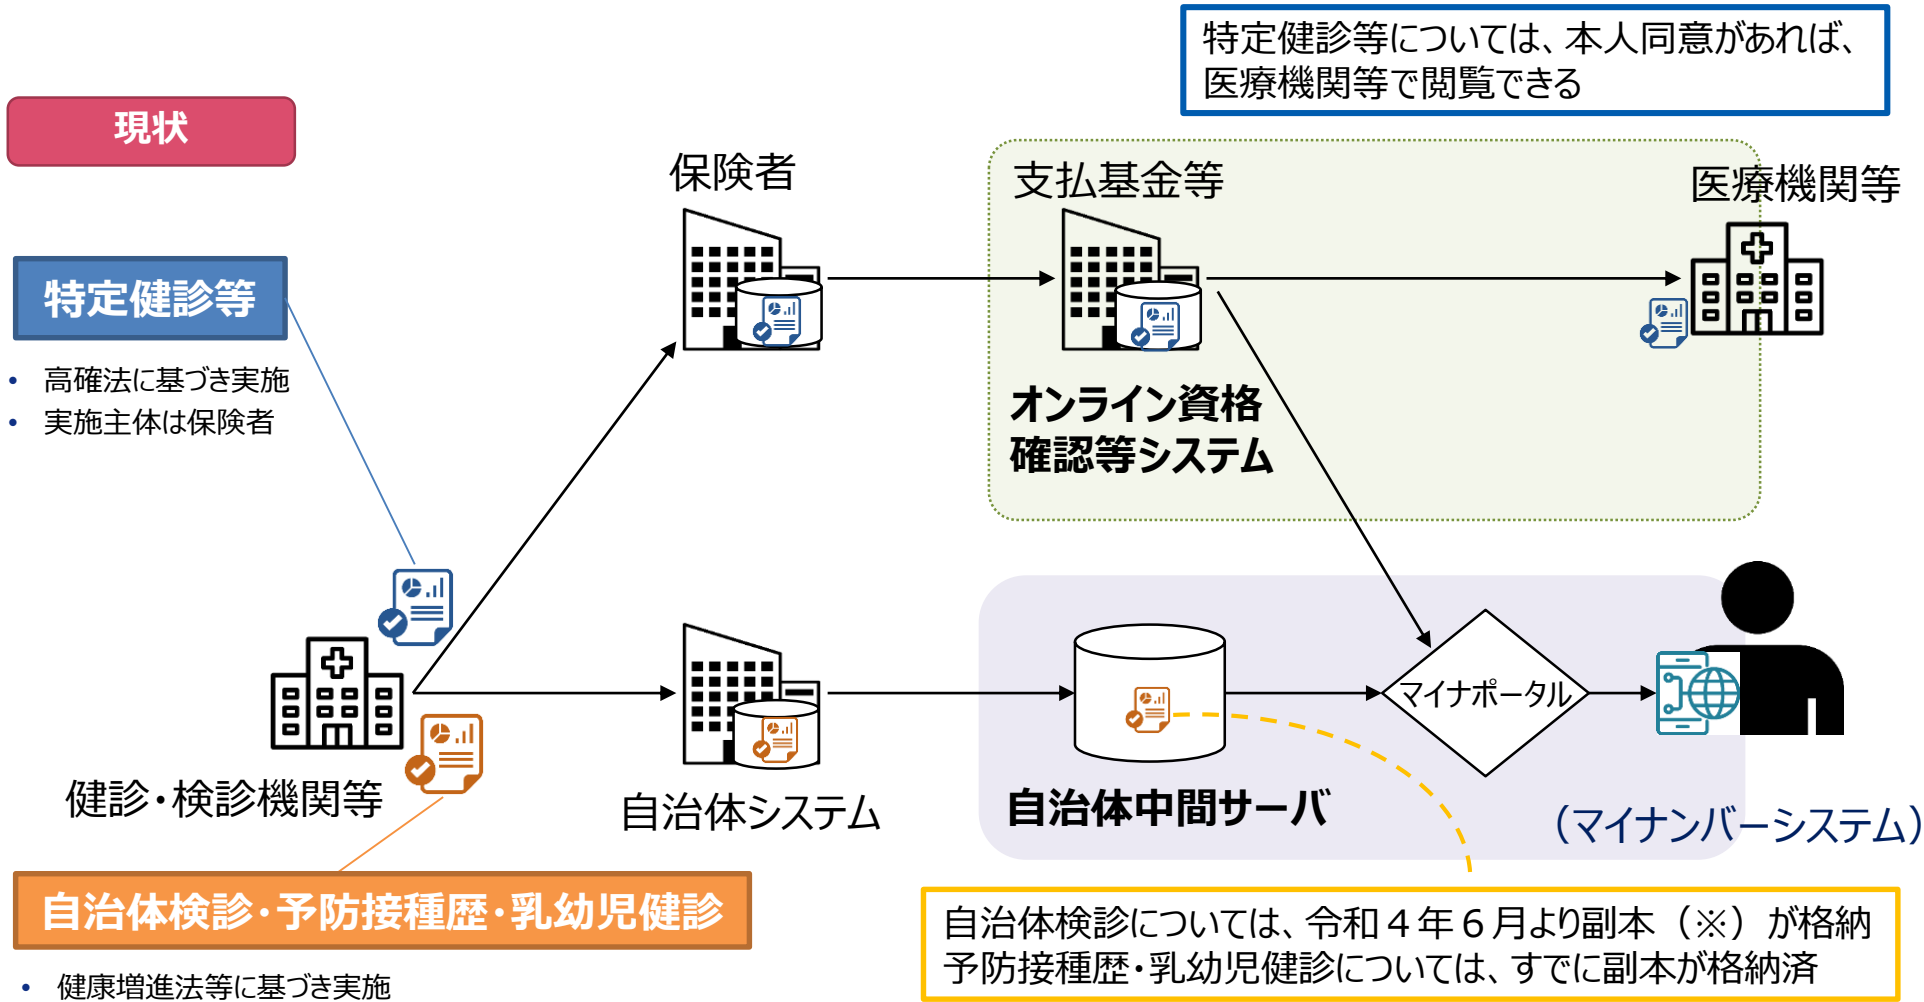 特定健診等については、本人同意があれば、
医療機関等で閲覧できる
現状
保険者
支払基金等
医療機関等
特定健診等
• 高確法に基づき実施
• 実施主体は保険者
オンライン資格
確認等システム
マイナポータル
健診・検診機関等
自治体システム
自治体中間サーバ
（マイナンバーシステム）
自治体検診・予防接種歴・乳幼児健診
• 健康増進法等に基づき実施
自治体検診については、令和４年６月より副本（※）が格納
予防接種歴・乳幼児健診については、すでに副本が格納済